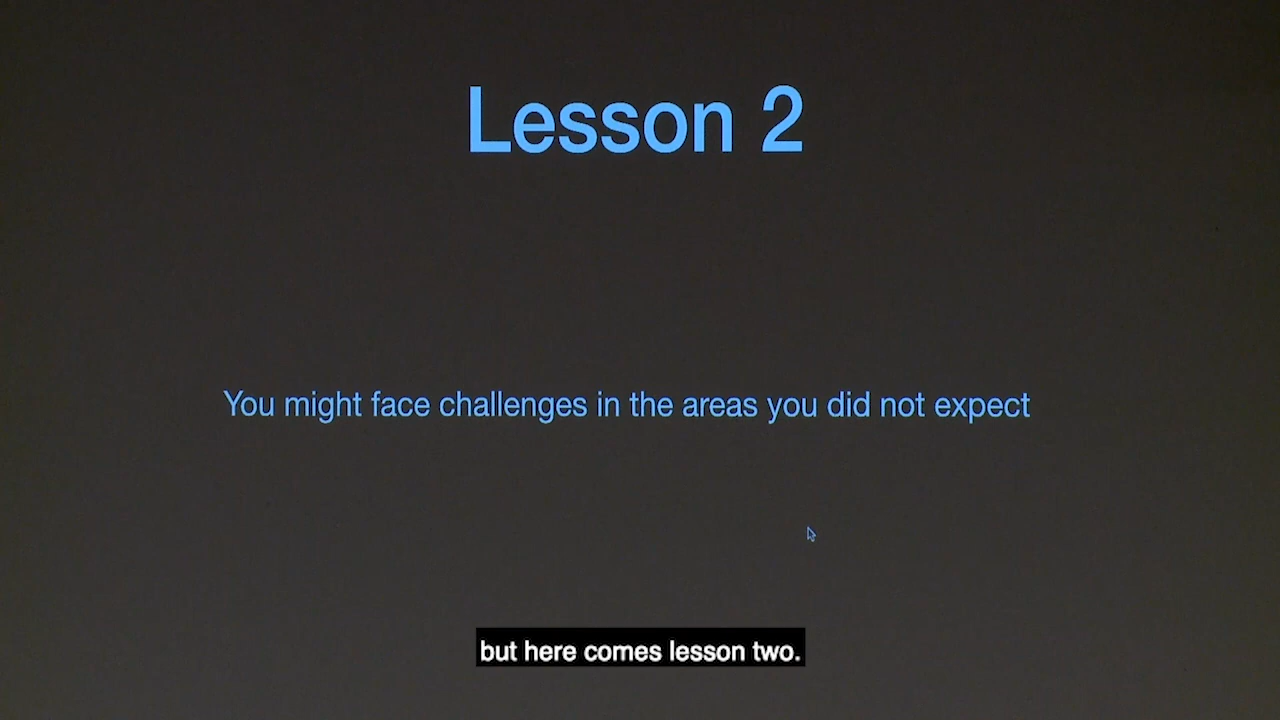 Lesson 2
You might face challenges in the areas you did not expect
but here comes lesson two.